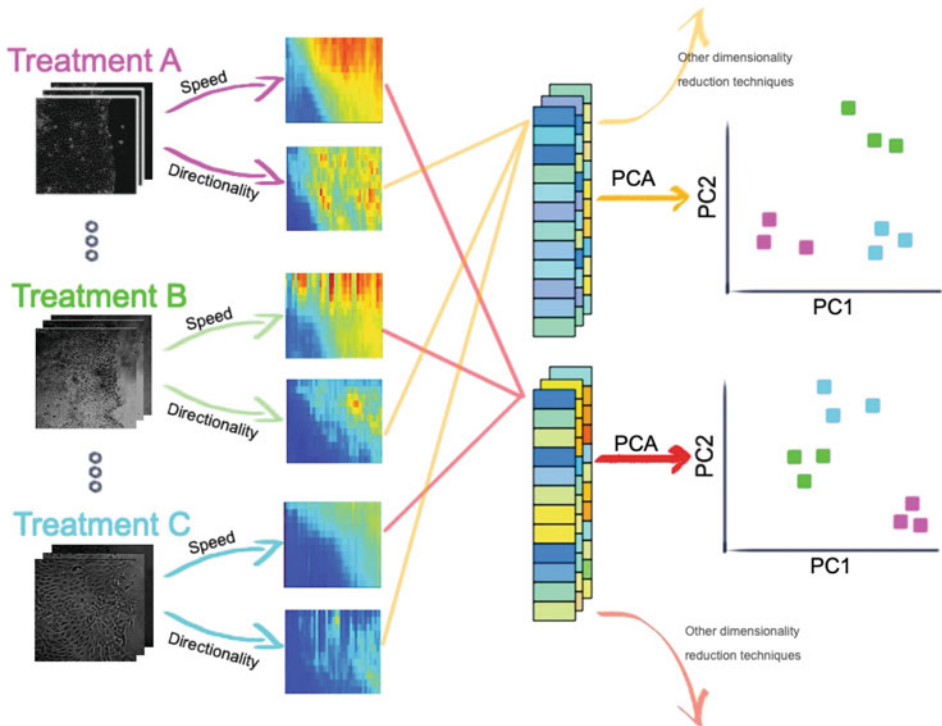 Treatment A
Speed
Directionality
Treatment B
Speed
Directionality
Treatment C
Speed
Directionality
Other dimensionality
reduction techniques
PCA
PC2
PC1
PCA
PC2
PC1
Other dimensionality
reduction techniques